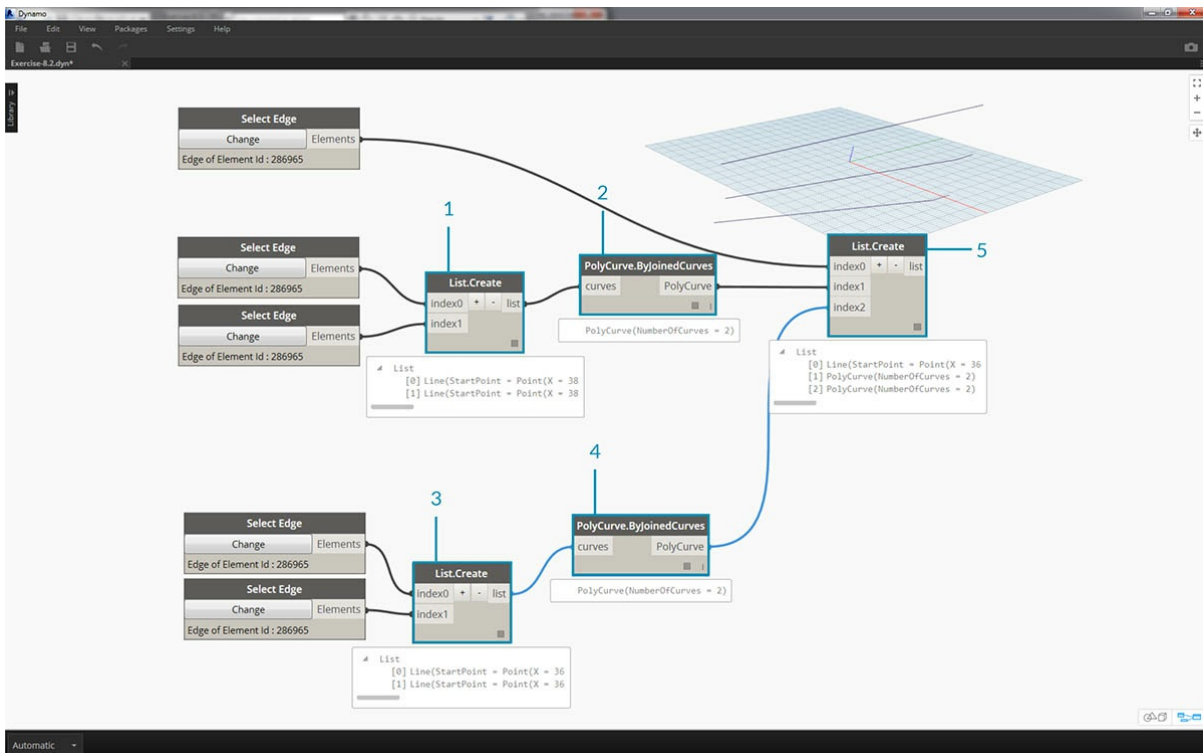 Dynamo
File Edit View Packages Settings Help
Exercise-8.2.dyn*
Library
Select Edge
Change Elements
Edge of Element Id : 286965
1
2
Select Edge
Change Elements
Edge of Element Id : 286965
Select Edge
Change Elements
Edge of Element Id : 286965
List.Create
index0 + - list
index1
List
[0] Line(StartPoint = Point(X = 38
[1] Line(StartPoint = Point(X = 38
PolyCurve.ByJoinedCurves
curves PolyCurve
PolyCurve(NumberOfCurves = 2)
List.Create
index0 + - list
index1
index2
5
List
[0] Line(StartPoint = Point(X = 36
[1] PolyCurve(NumberOfCurves = 2)
[2] PolyCurve(NumberOfCurves = 2)
3
4
Select Edge
Change Elements
Edge of Element Id : 286965
Select Edge
Change Elements
Edge of Element Id : 286965
List.Create
index0 + - list
index1
List
[0] Line(StartPoint = Point(X = 36
[1] Line(StartPoint = Point(X = 36
PolyCurve.ByJoinedCurves
curves PolyCurve
PolyCurve(NumberOfCurves = 2)
Automatic